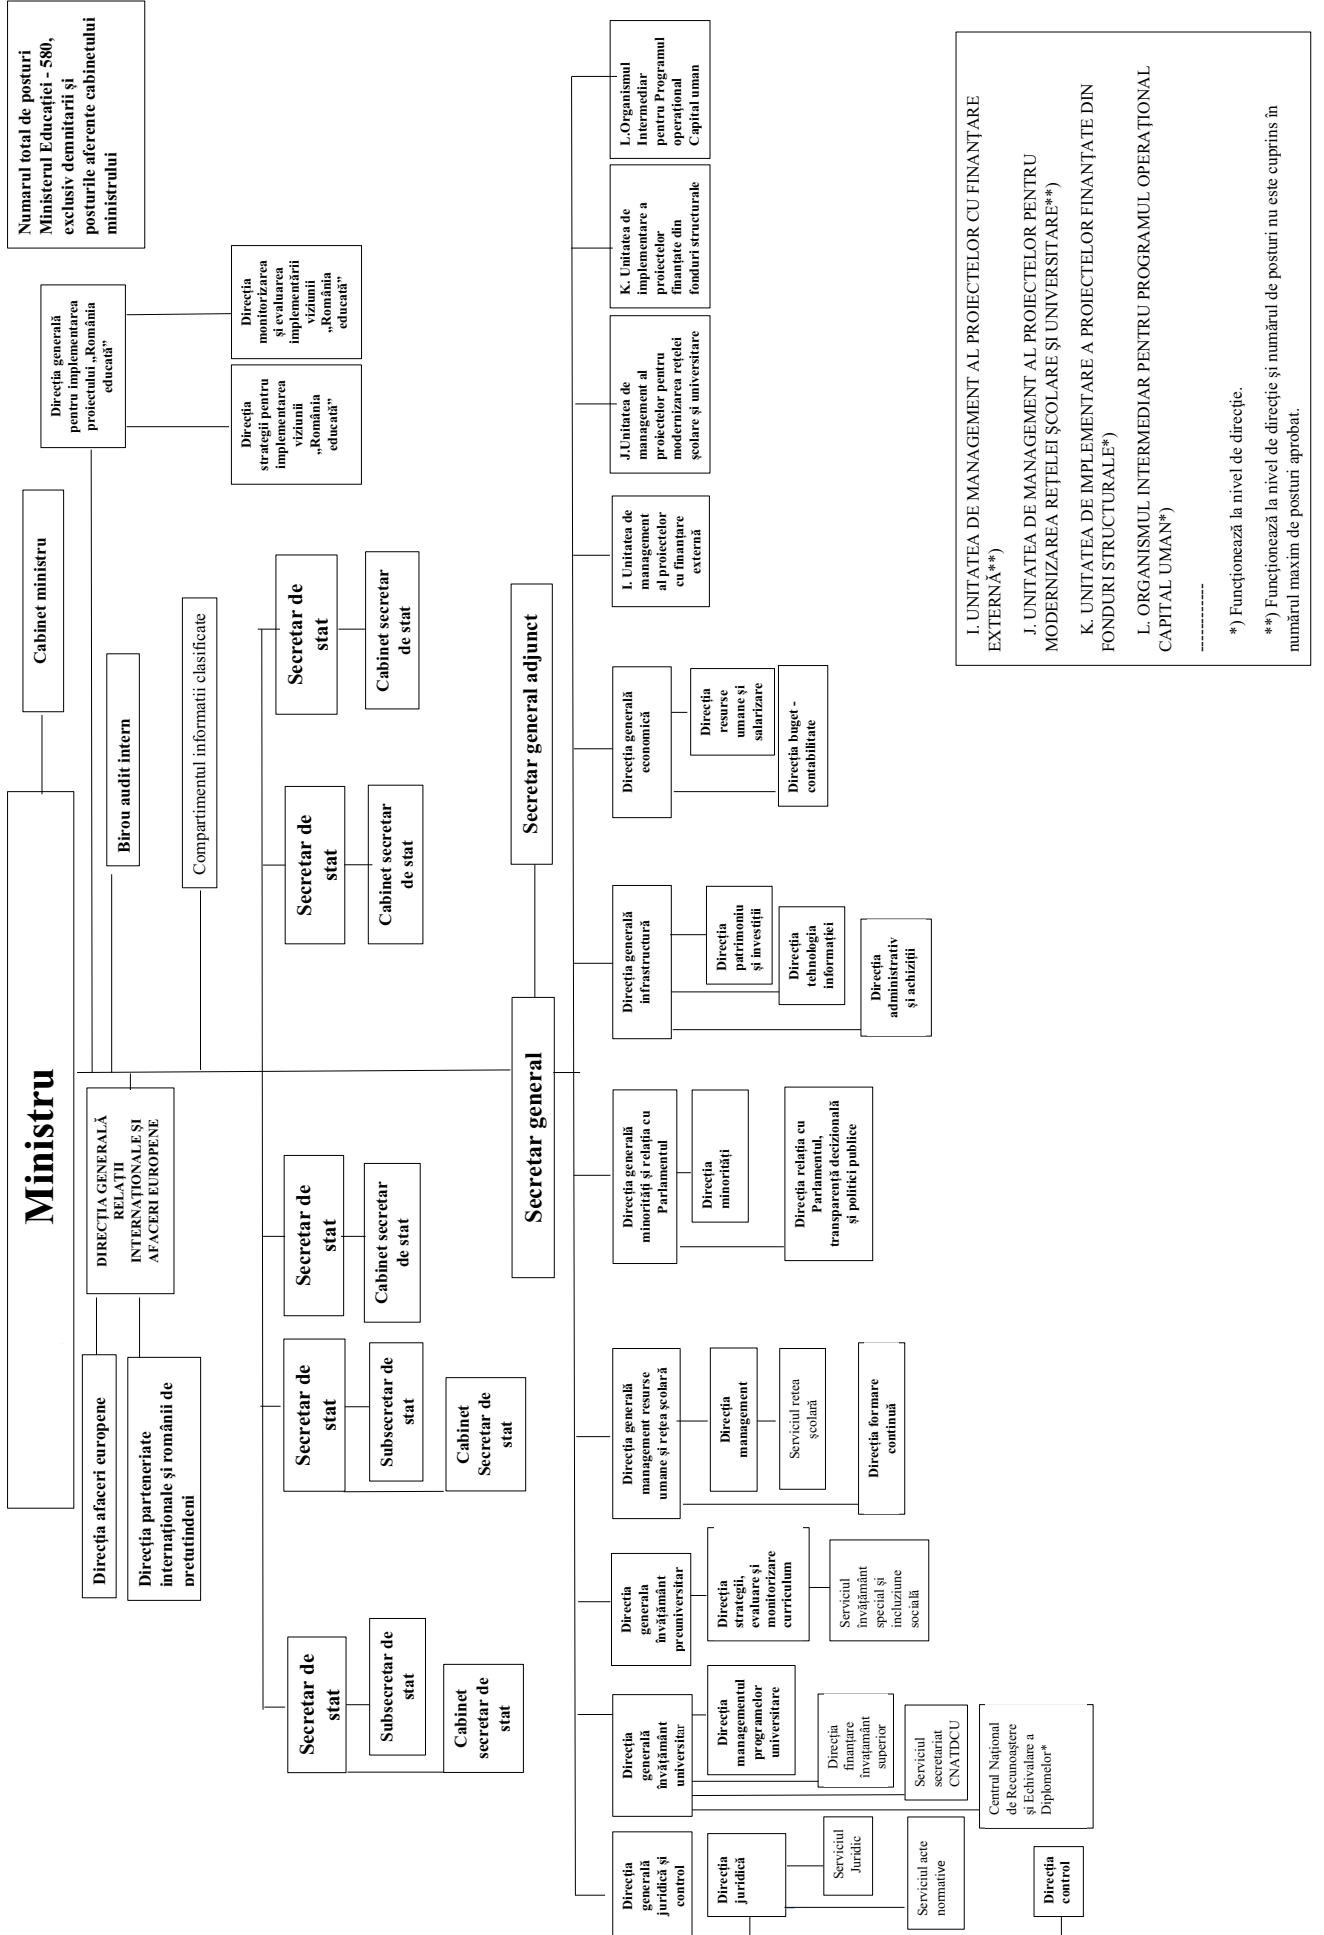 Ministru
Cabinet ministru
Numarul total de posturi
Ministerul Educației - 580,
exclusiv demnitarii și
posturile aferente cabinetului
ministrului
Direcția generală
pentru implementarea
proiectului „România
educată”
Direcția
strategii pentru
implementarea
viziunii
„România
educată”
Direcția
monitorizarea
și evaluarea
implementării
viziunii
„România
educată”
Birou audit intern
Compartimentul informatii clasificate
DIRECȚIA GENERALĂ
RELAȚII
INTERNAȚIONALE ȘI
AFACERI EUROPENE
Direcția afaceri europene
Direcția parteneriate
internaționale și românii de
pretutindeni
Secretar de
stat
Subsecretar de
stat
Cabinet
secretar de
stat
Secretar de
stat
Subsecretar de
stat
Cabinet
Secretar de
stat
Secretar de
stat
Cabinet secretar
de stat
Secretar de
stat
Cabinet secretar
de stat
Secretar de
stat
Cabinet secretar
de stat
Secretar general
Secretar general adjunct
Direcția
generală
juridică și
control
Direcția
juridică
Serviciul
Juridic
Serviciul acte
normative
Direcția
control
Direcția
generală
învățământ
universitar
Direcția
managementul
programelor
universitare
Direcția
finanțare
învațamânt
superior
Serviciul
secretariat
CNATDCU
Centrul Național
de Recunoaștere
și Echivalare a
Diplomelor*
Directia
generala
învățământ
preuniversitar
Direcția
strategii,
evaluare și
monitorizare
curriculum
Serviciul
învățământ
special și
incluziune
socială
Direcția generală
management resurse
umane și rețea școlară
Direcția
management
Serviciul retea
școlară
Direcția formare
continuă
Direcția generală
minorități și relația cu
Parlamentul
Direcția
minorități
Direcția relația cu
Parlamentul,
transparență decizională
și politici publice
Direcția generală
infrastructură
Direcția
patrimoniu
și investiții
Direcția
tehnologia
informației
Direcția
administrativ
și achiziții
Direcția generală
economică
Direcția
resurse
umane și
salarizare
Direcția buget -
contabilitate
I. Unitatea de
management
al proiectelor
cu finanțare
externă
J.Unitatea de
management al
proiectelor pentru
modernizarea rețelei
școlare și universitare
K. Unitatea de
implementare a
proiectelor
finanțate din
fonduri structurale
L.Organismul
Intermediar
pentru Programul
operațional
Capital uman
I. UNITATEA DE MANAGEMENT AL PROIECTELOR CU FINANȚARE
EXTERNĂ**)
J. UNITATEA DE MANAGEMENT AL PROIECTELOR PENTRU
MODERNIZAREA REȚELEI ȘCOLARE ȘI UNIVERSITARE**)
K. UNITATEA DE IMPLEMENTARE A PROIECTELOR FINANȚATE DIN
FONDURI STRUCTURALE*)
L. ORGANISMUL INTERMEDIAR PENTRU PROGRAMUL OPERAȚIONAL
CAPITAL UMAN*)
------------
*) Funcționează la nivel de direcție.
**) Funcționează la nivel de direcție și numărul de posturi nu este cuprins în
numărul maxim de posturi aprobat.